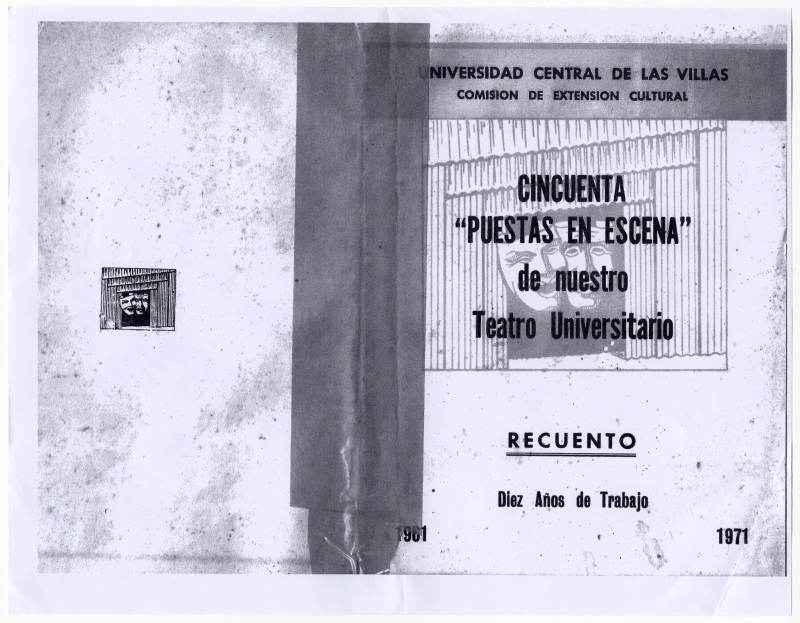 UNIVERSIDAD CENTRAL DE LAS VILLAS
COMISION DE EXTENSION CULTURAL
CINCUENTA
"PUESTAS EN ESCENA"
de nuestro
Teatro Universitario
RECUENTO
Diez Años de Trabajo
1961 1971